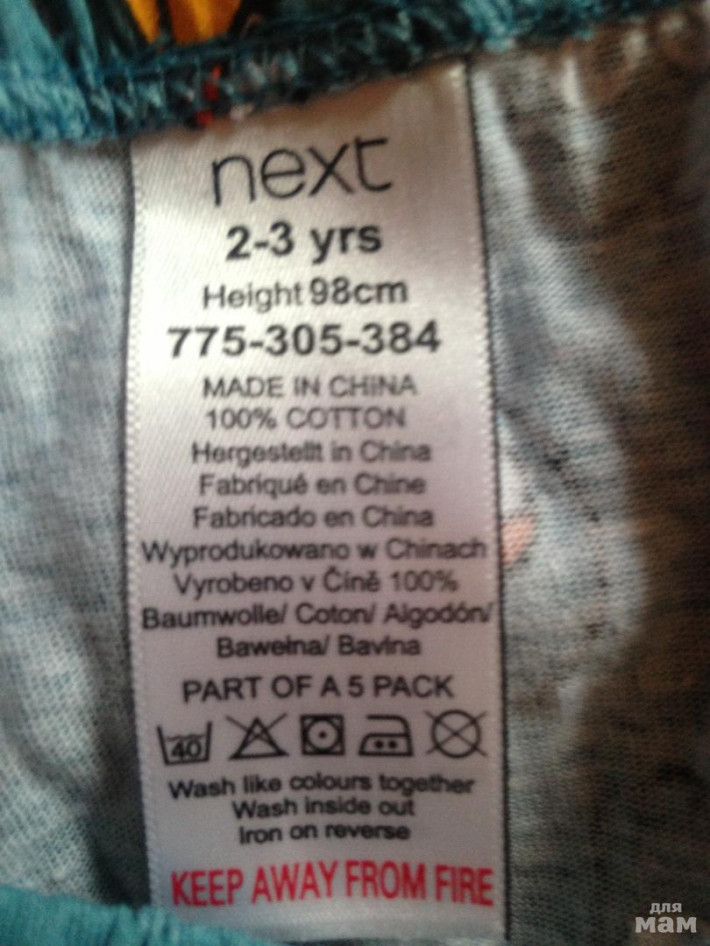 next
2-3 yrs
Height 98cm
775-305-384
MADE IN CHINA
100% COTTON
Hergestellt in China
Fabriqué en Chine
Fabricado en China
Wyprodukowano w Chinach
Vyrobeno v Číně 100%
Baumwolle/ Coton/ Algodón/
Bawełna/ Bavlna
PART OF A 5 PACK
40
Wash like colours together
Wash inside out
Iron on reverse
KEEP AWAY FROM FIRE
для
мам